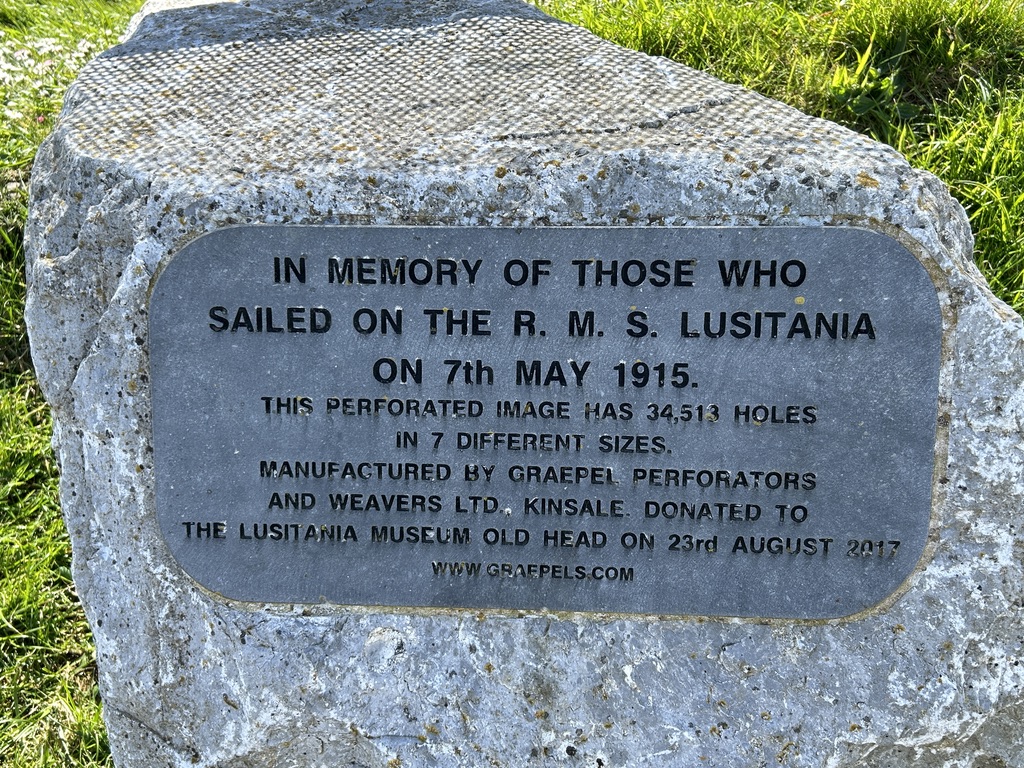 IN MEMORY OF THOSE WHO
SAILED ON THE R. M. S. LUSITANIA
ON 7th MAY 1915.
THIS PERFORATED IMAGE HAS 34,513 HOLES
IN 7 DIFFERENT SIZES.
MANUFACTURED BY GRAEPEL PERFORATORS
AND WEAVERS LTD., KINSALE. DONATED TO
THE LUSITANIA MUSEUM OLD HEAD ON 23rd AUGUST 2017
WWW.GRAEPELS.COM